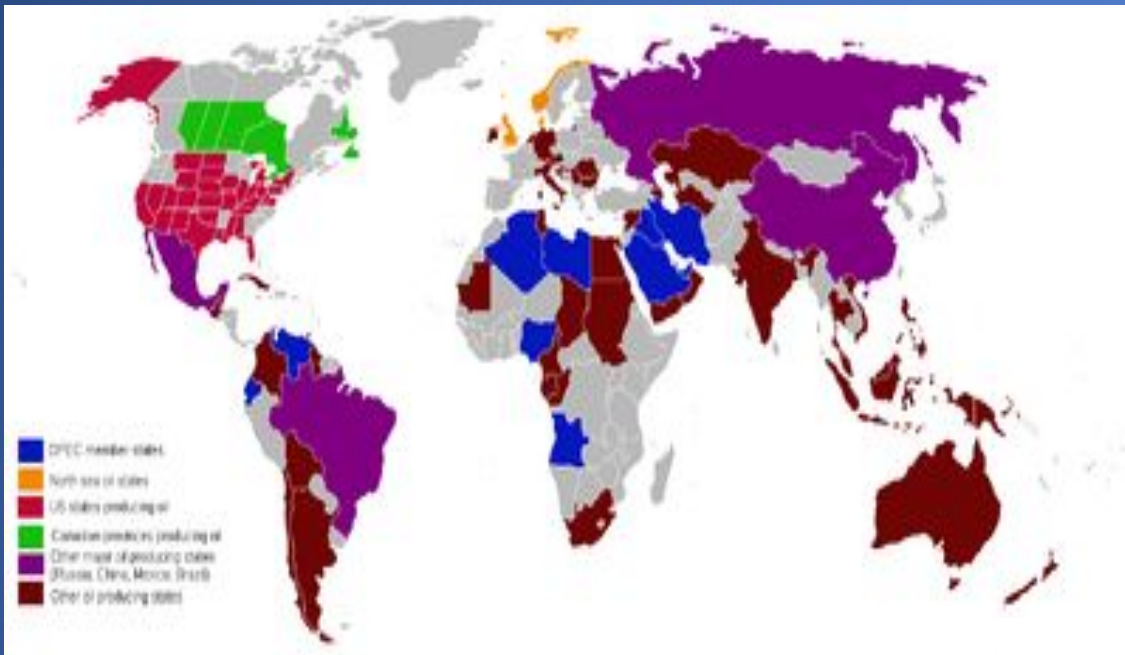 OPEC member states
North sea oil states
US states producing oil
Canadian provinces producing oil
Other major oil producing states
(Russia, China, Mexico, Brazil)
Other oil producing states